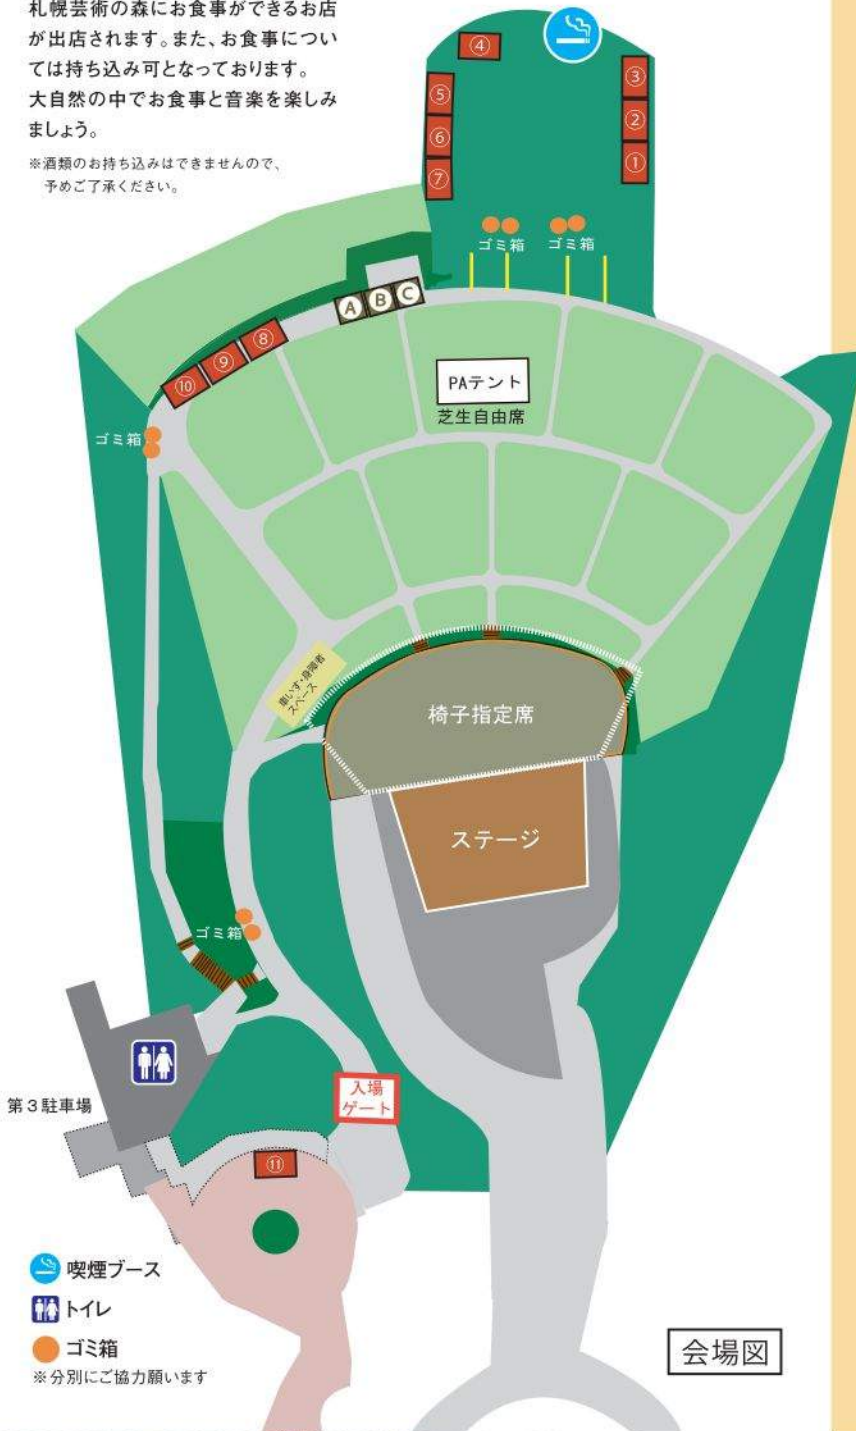 札幌芸術の森にお食事ができるお店
が出店されます。また、お食事につい
ては持ち込み可となっております。
大自然の中でお食事と音楽を楽しみ
ましょう。
※酒類のお持ち込みはできませんので、
予めご了承ください。
④
③
⑤
②
⑥
①
⑦
ゴミ箱 ゴミ箱
A B C
⑧
⑨
⑩
PAテント
芝生自由席
ゴミ箱
車いす・身障者
スペース
椅子指定席
ステージ
ゴミ箱
入場
ゲート
第3駐車場
⑪
喫煙ブース
トイレ
ゴミ箱
※分別にご協力願います
会場図